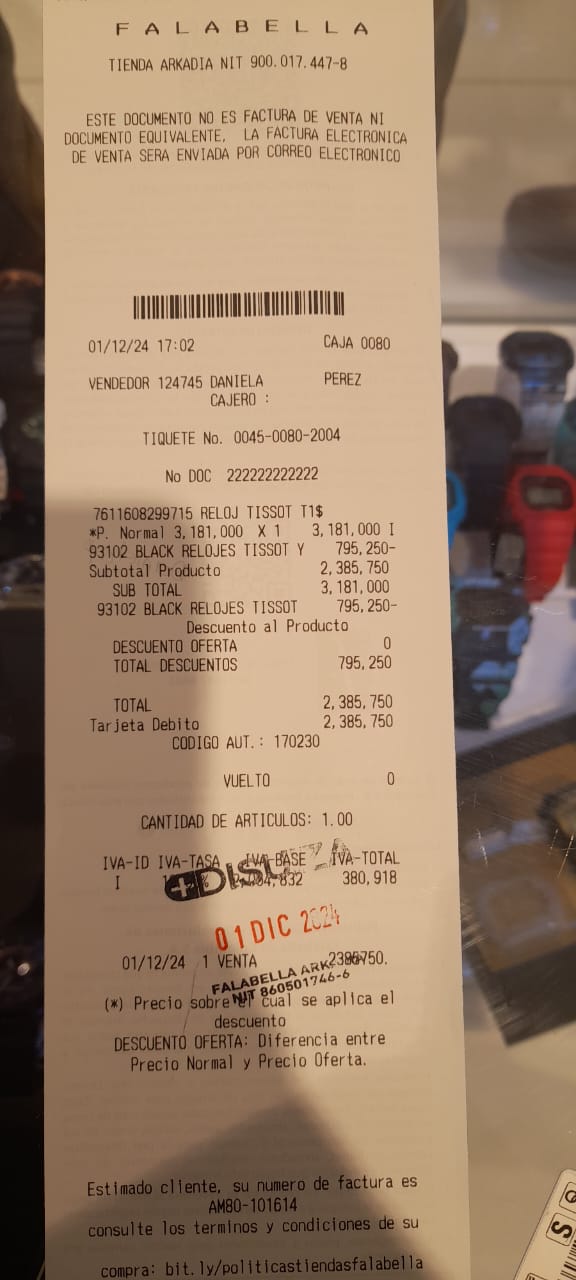 FALABELLA
TIENDA ARKADIA NIT 900.017.447-8
ESTE DOCUMENTO NO ES FACTURA DE VENTA NI
DOCUMENTO EQUIVALENTE, LA FACTURA ELECTRONICA
DE VENTA SERA ENVIADA POR CORREO ELECTRONICO
01/12/24 17:02 CAJA 0080
VENDEDOR 124745 DANIELA PEREZ
CAJERO :
TIQUETE No. 0045-0080-2004
No DOC 222222222222
7611608299715 RELOJ TISSOT T1$
*P. Normal 3,181,000 X 1 3,181,000 I
93102 BLACK RELOJES TISSOT Y 795,250-
Subtotal Producto 2,385,750
SUB TOTAL 3,181,000
93102 BLACK RELOJES TISSOT 795,250-
Descuento al Producto
DESCUENTO OFERTA 0
TOTAL DESCUENTOS 795,250
TOTAL 2,385,750
Tarjeta Debito 2,385,750
CODIGO AUT.: 170230
VUELTO 0
CANTIDAD DE ARTICULOS: 1.00
IVA-ID IVA-TASA IVA-BASE IVA-TOTAL
I 380,918
01 DIC 2024
01/12/24 1 VENTA 2385750.
FALABELLA ARK
NIT 860501746-6
(*) Precio sobre el cual se aplica el
descuento
DESCUENTO OFERTA: Diferencia entre
Precio Normal y Precio Oferta.
Estimado cliente, su numero de factura es
AM80-101614
consulte los terminos y condiciones de su
compra: bit.ly/politicastiendasfalabella